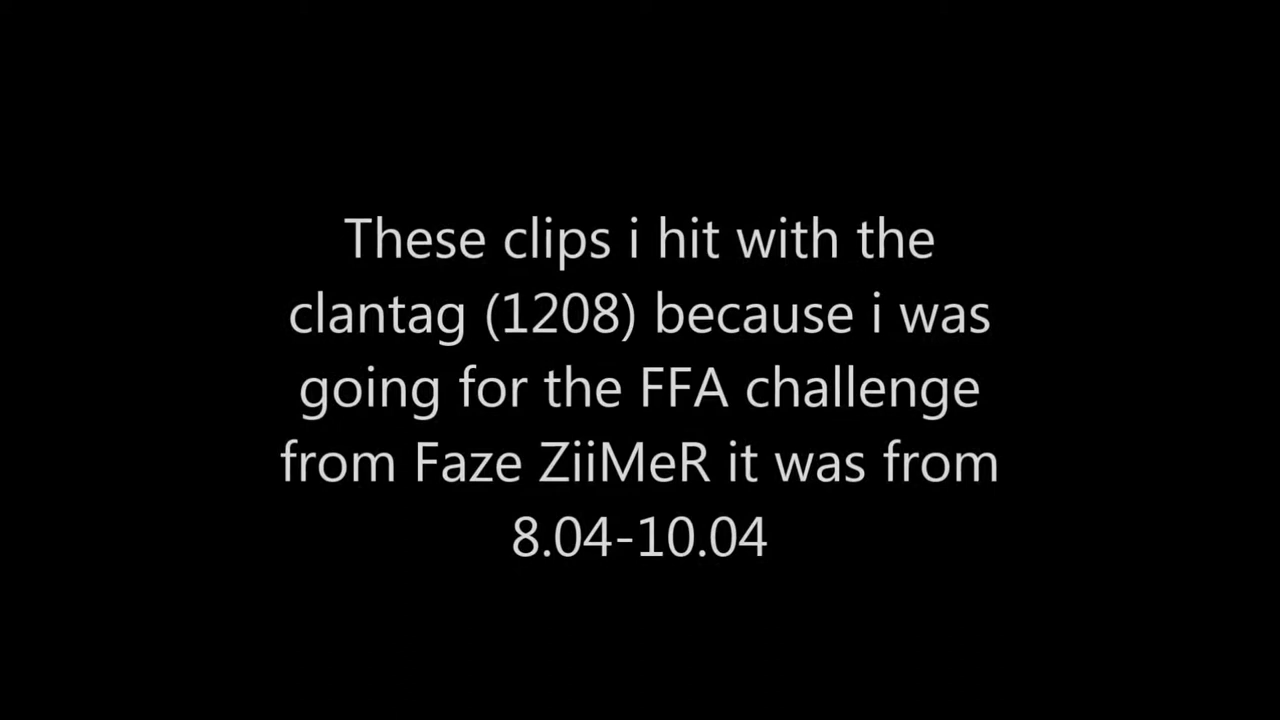 These clips i hit with the
clantag (1208) because i was
going for the FFA challenge
from Faze ZiiMeR it was from
8.04-10.04